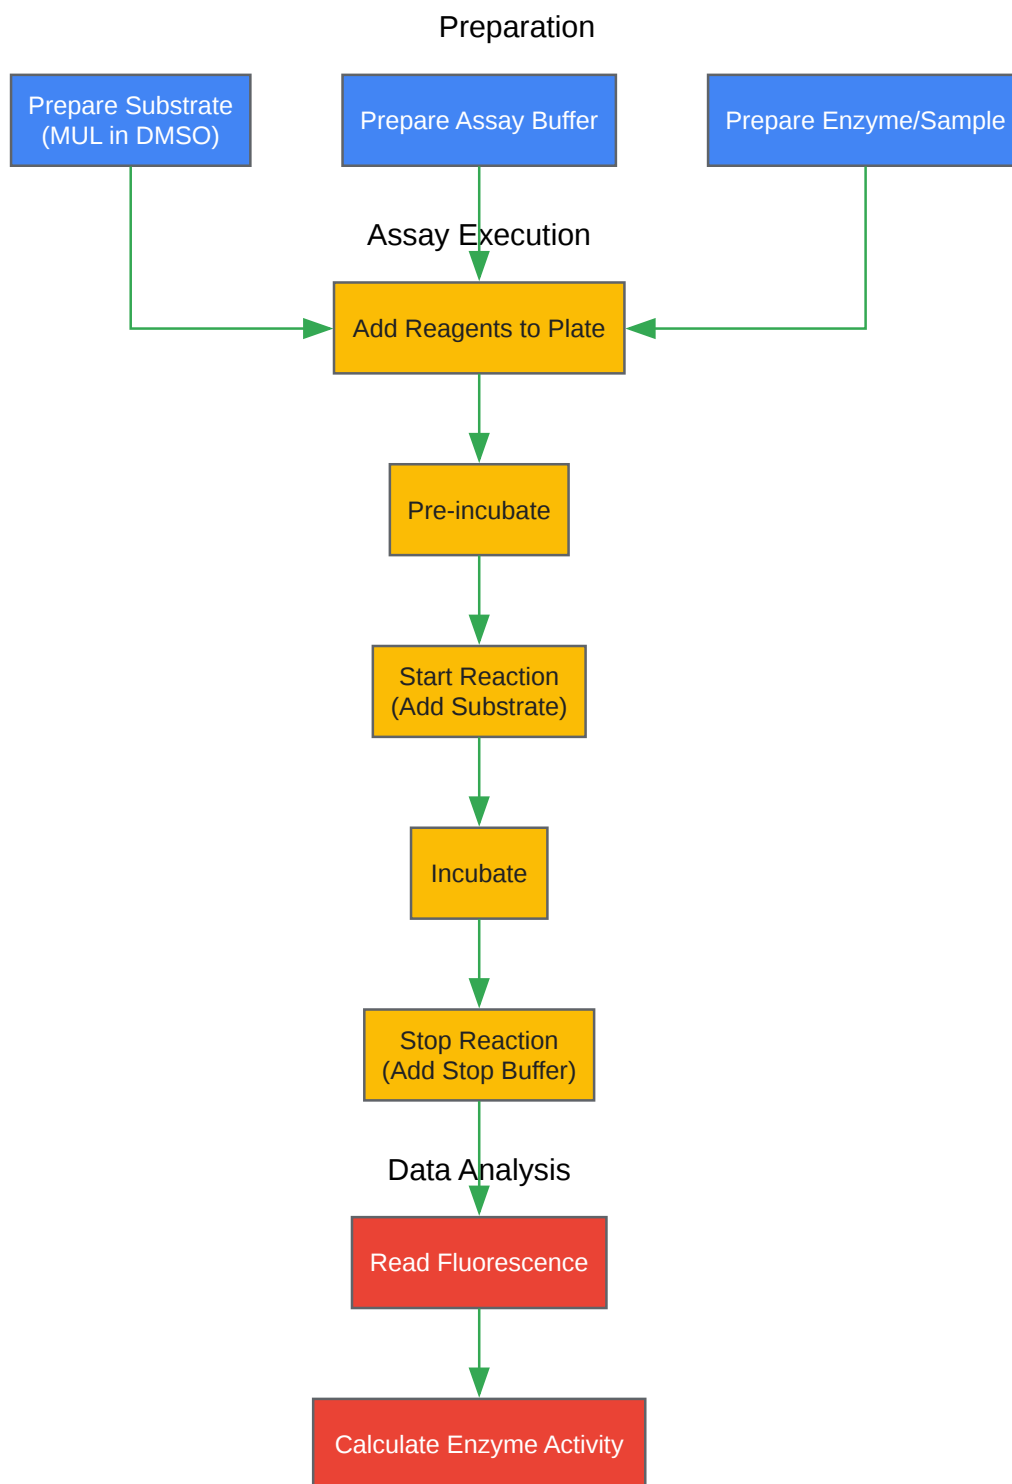 Preparation
Prepare Substrate
(MUL in DMSO)
Prepare Assay Buffer
Prepare Enzyme/Sample
Assay Execution
Add Reagents to Plate
Pre-incubate
Start Reaction
(Add Substrate)
Incubate
Stop Reaction
(Add Stop Buffer)
Data Analysis
Read Fluorescence
Calculate Enzyme Activity